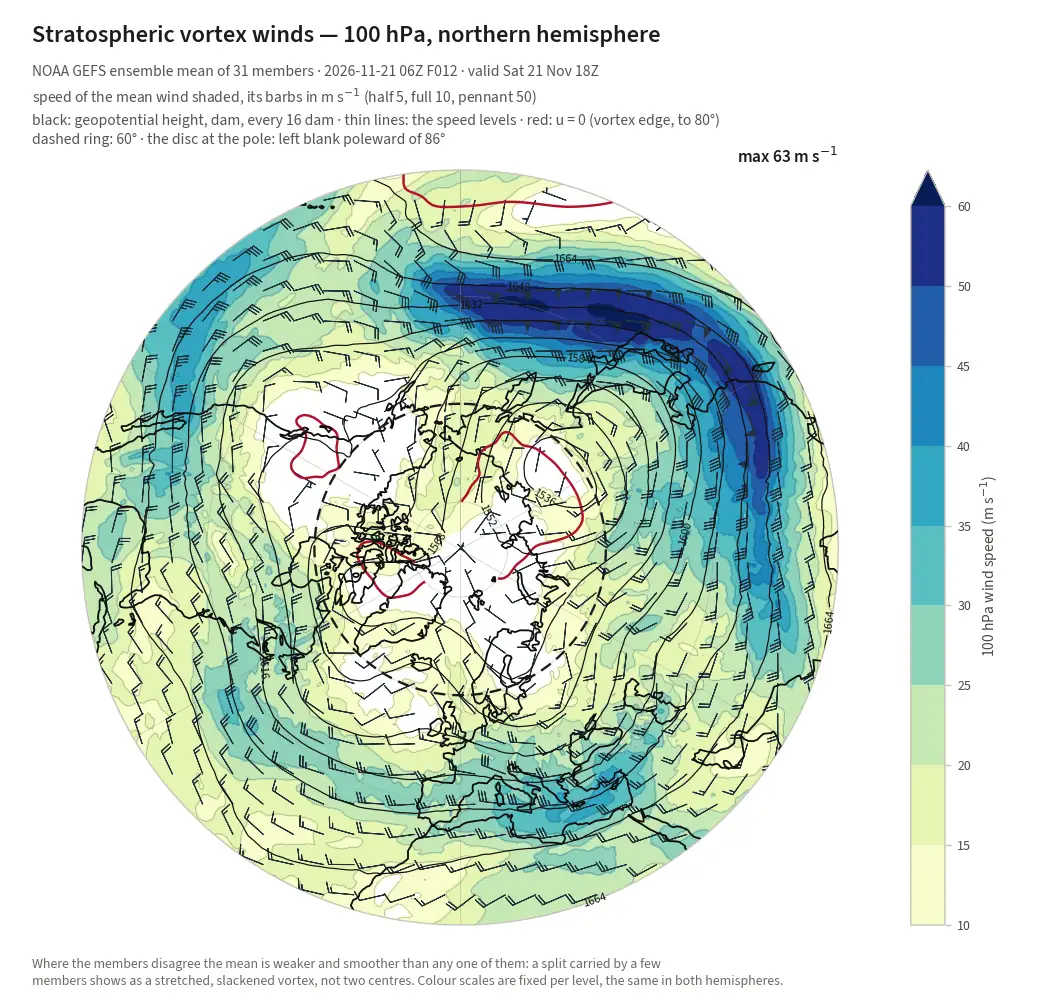 Stratospheric vortex winds — 100 hPa, northern hemisphere
NOAA GEFS ensemble mean of 31 members · 2026-11-21 06Z F012 · valid Sat 21 Nov 18Z
speed of the mean wind shaded, its barbs in m s⁻¹ (half 5, full 10, pennant 50)
black: geopotential height, dam, every 16 dam · thin lines: the speed levels · red: u = 0 (vortex edge, to 80°)
dashed ring: 60° · the disc at the pole: left blank poleward of 86°
max 63 m s⁻¹
60
50
45
40
35
30
25
20
15
10
100 hPa wind speed (m s⁻¹)
1664
1648
1632
1536
1664
1664
Where the members disagree the mean is weaker and smoother than any one of them: a split carried by a few
members shows as a stretched, slackened vortex, not two centres. Colour scales are fixed per level, the same in both hemispheres.